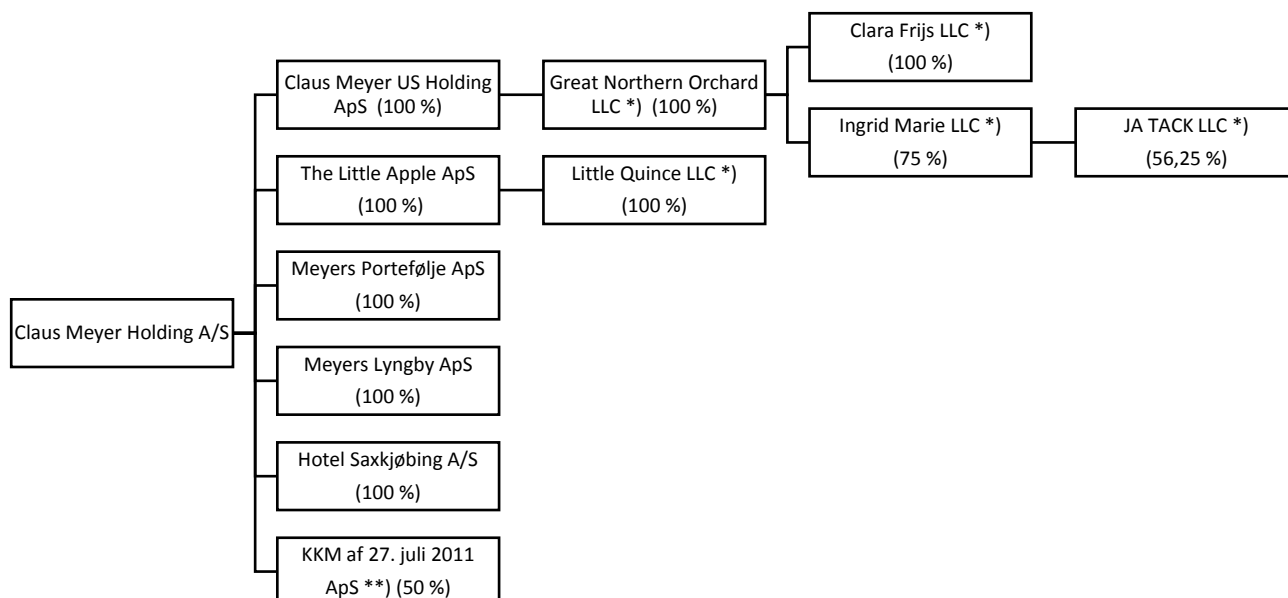 Clara Frijs LLC *)
(100 %)
Claus Meyer US Holding
ApS (100 %)
Great Northern Orchard
LLC *) (100 %)
Ingrid Marie LLC *)
(75 %)
JA TACK LLC *)
(56,25 %)
The Little Apple ApS
(100 %)
Little Quince LLC *)
(100 %)
Meyers Portefølje ApS
(100 %)
Claus Meyer Holding A/S
Meyers Lyngby ApS
(100 %)
Hotel Saxkjøbing A/S
(100 %)
KKM af 27. juli 2011
ApS **) (50 %)